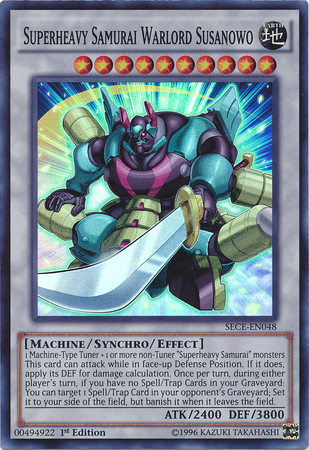 SUPERHEAVY SAMURAI WARLORD SUSANOWO
EARTH
地
SECE-EN048
[MACHINE/SYNCHRO/EFFECT]
1 Machine-Type Tuner + 1 or more non-Tuner "Superheavy Samurai" monsters
This card can attack while in face-up Defense Position. If it does,
apply its DEF for damage calculation. Once per turn, during either
player's turn, if you have no Spell/Trap Cards in your Graveyard:
You can target 1 Spell/Trap Card in your opponent's Graveyard; Set
it to your side of the field, but banish it when it leaves the field.
ATK/2400 DEF/3800
00494922 1st Edition ©1996 KAZUKI TAKAHASHI